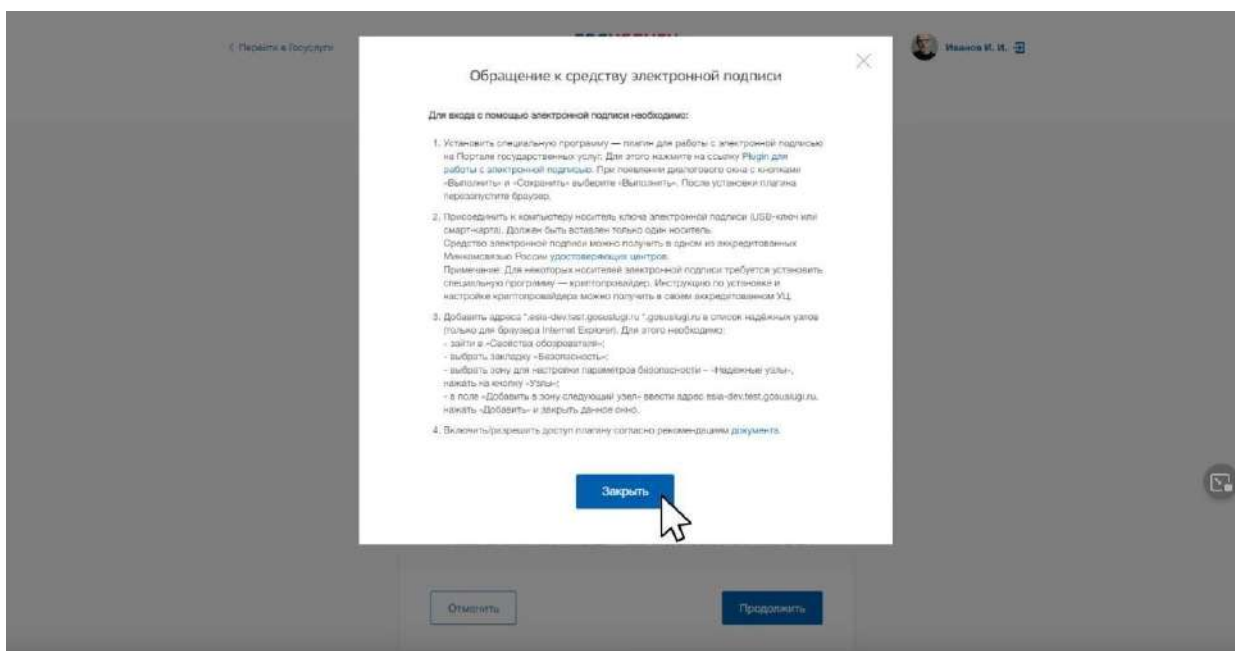 Перейти в Госуслуги
Иванов И. И.
Обращение к средству электронной подписи
Для входа с помощью электронной подписи необходимо:
1. Установить специальную программу — плагин для работы с электронной подписью
на Портале государственных услуг. Для этого нажмите на ссылку Plugin для
работы с электронной подписью. При появлении диалогового окна с кнопками
«Выполнить» и «Сохранить» выберите «Выполнить». После установки плагина
перезапустите браузер.
2. Присоединить к компьютеру носитель ключа электронной подписи (USB-ключ или
смарт-карта). Должен быть вставлен только один носитель.
Средство электронной подписи можно получить в одном из аккредитованных
Минкомсвязью России удостоверяющих центров.
Примечание: Для некоторых носителей электронной подписи требуется установить
специальную программу — криптопровайдер. Инструкцию по установке и
настройке криптопровайдера можно получить в своем аккредитованном УЦ.
3. Добавить адреса *.esia-dev.test.gosuslugi.ru *.gosuslugi.ru в список надёжных узлов
(только для браузера Internet Explorer). Для этого необходимо:
- зайти в «Свойства обозревателя»;
- выбрать закладку «Безопасность»;
- выбрать зону для настройки параметров безопасности – «Надежные узлы»,
нажать на кнопку «Узлы»;
- в поле «Добавить в зону следующий узел» ввести адрес esia-dev.test.gosuslugi.ru,
нажать «Добавить» и закрыть данное окно.
4. Включить/разрешить доступ плагину согласно рекомендациям документа.
Закрыть
Отменить
Продолжить